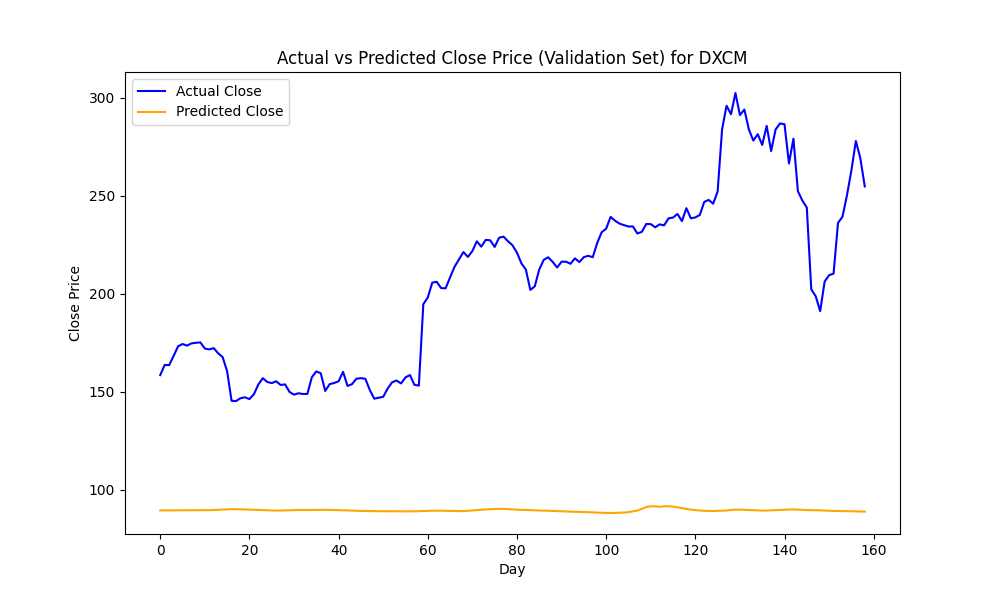 Actual vs Predicted Close Price (Validation Set) for DXCM
Actual Close
Predicted Close
300
250
200
150
100
Close Price
0 20 40 60 80 100 120 140 160
Day